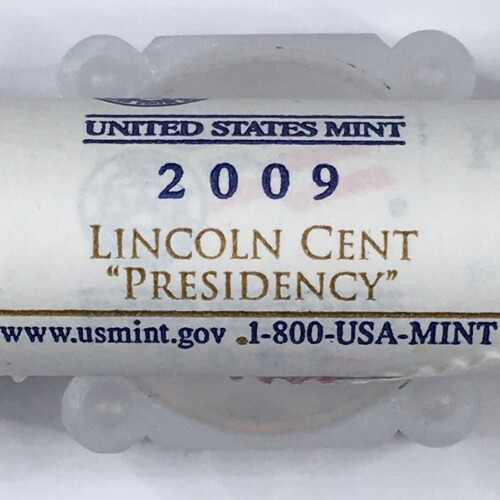 UNITED STATES MINT
2009
LINCOLN CENT
"PRESIDENCY"
www.usmint.gov .1-800-USA-MINT